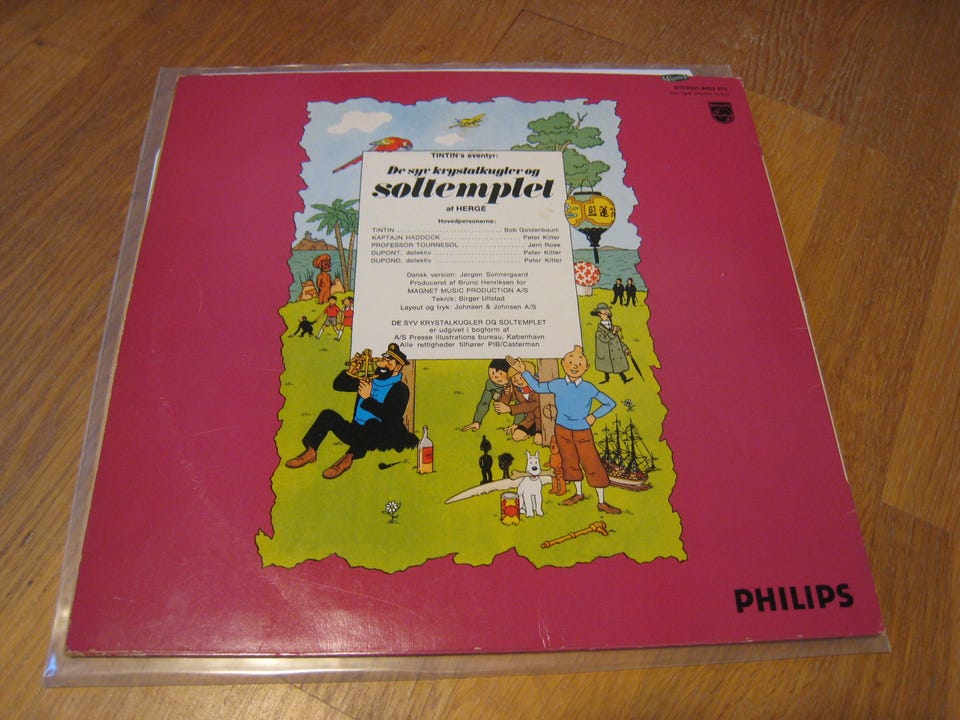 STEREO
PHILIPS
TINTIN's eventyr:
De syv krystalkugler og
soltemplet
af HERGÉ
Hovedpersonerne:
TINTIN ........................ Bob Goldenbaum
KAPTAJN HADDOCK ................ Peter Kitter
PROFESSOR TOURNESOL ................ Jørn Rose
DUPONT, detektiv ................ Peter Kitter
DUPOND, detektiv ................ Peter Kitter
Dansk version: Jørgen Sonnergaard
Produceret af Bruno Henriksen for
MAGNET MUSIC PRODUCTION A/S
Teknik: Birger Ullstad
Layout og tryk: Johnsen & Johnsen A/S
DE SYV KRYSTALKUGLER OG SOLTEMPLET
er udgivet i bogform af
A/S Presse illustrations bureau, København
Alle rettigheder tilhører PIB/Casterman
PHILIPS